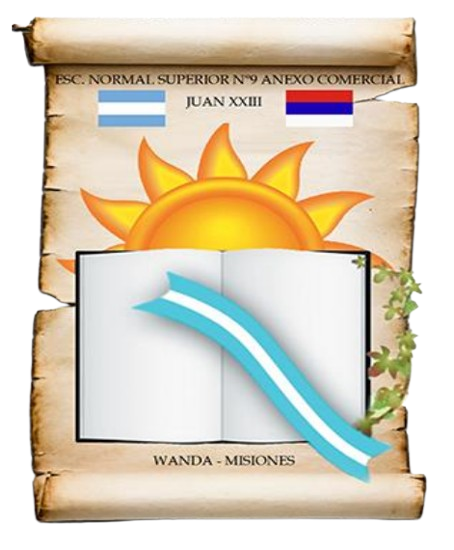 ESC. NORMAL SUPERIOR N°9 ANEXO COMERCIAL
JUAN XXIII
WANDA - MISIONES